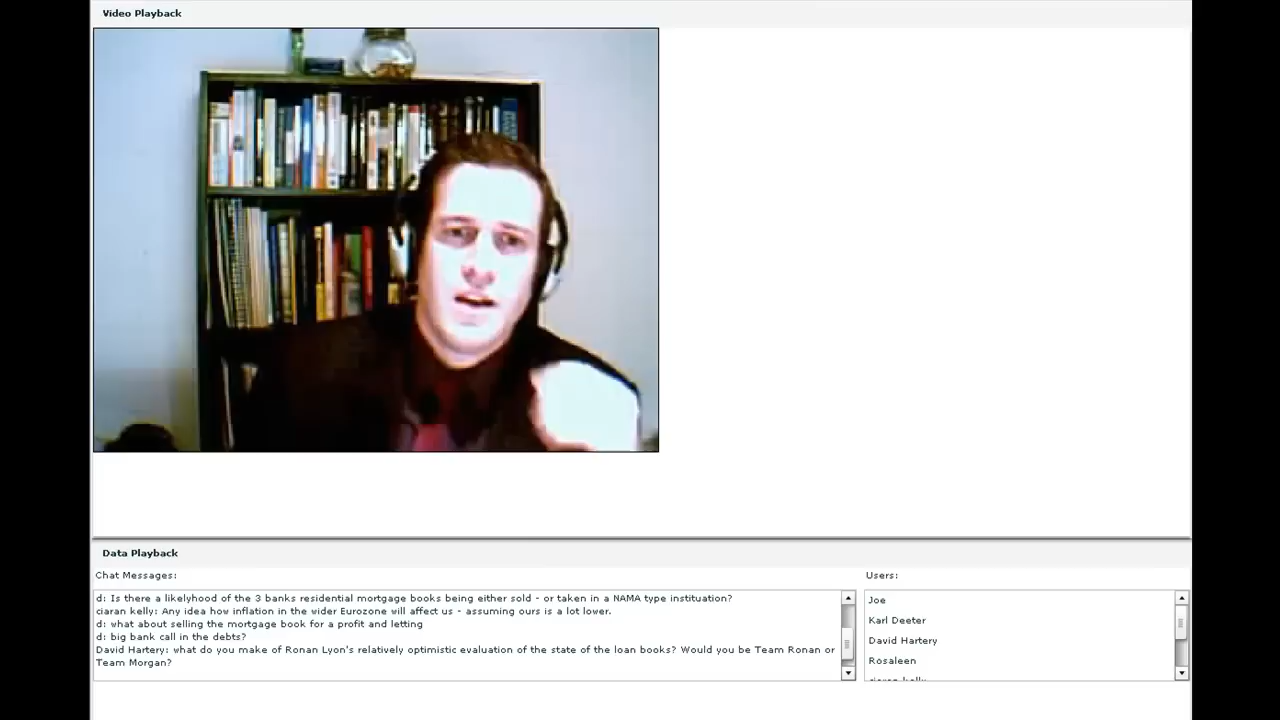 Video Playback
Data Playback
Chat Messages:
d: Is there a likelyhood of the 3 banks residential mortgage books being either sold - or taken in a NAMA type instituation?
ciaran kelly: Any idea how inflation in the wider Eurozone will affect us - assuming ours is a lot lower.
d: what about selling the mortgage book for a profit and letting
d: big bank call in the debts?
David Hartery: what do you make of Ronan Lyon's relatively optimistic evaluation of the state of the loan books? Would you be Team Ronan or
Team Morgan?
Users:
Joe
Karl Deeter
David Hartery
Rosaleen
ciaran kelly